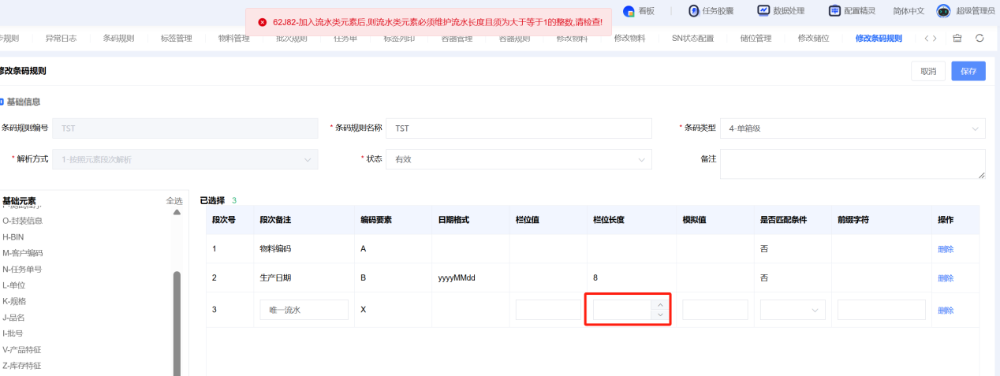 62J82-加入流水类元素后,则流水类元素必须维护流水长度且须为大于等于1的整数,请检查!
看板 任务胶囊 数据处理 配置精灵 简体中文 超级管理员
步规则 异常日志 条码规则 标签管理 物料管理 批次规则 任务单 标签列印 容器管理 容器规则 修改物料 修改物料 SN状态配置 储位管理 修改储位 修改条码规则
修改条码规则 取消 保存
基础信息
条码规则编号 TST * 条码规则名称 TST * 条码类型 4-单箱级
* 解析方式 1-按照元素段次解析 * 状态 有效 备注
基础元素 全选 已选择 3
段次号 段次备注 编码要素 日期格式 栏位值 栏位长度 模拟值 是否匹配条件 前缀字符 操作
O-封装信息
H-BIN
M-客户编码
N-任务单号
L-单位
K-规格
J-品名
I-批号
V-产品特征
Z-库存特征
1 物料编码 A 否 删除
2 生产日期 B yyyyMMdd 8 否 删除
3 唯一流水 X 删除